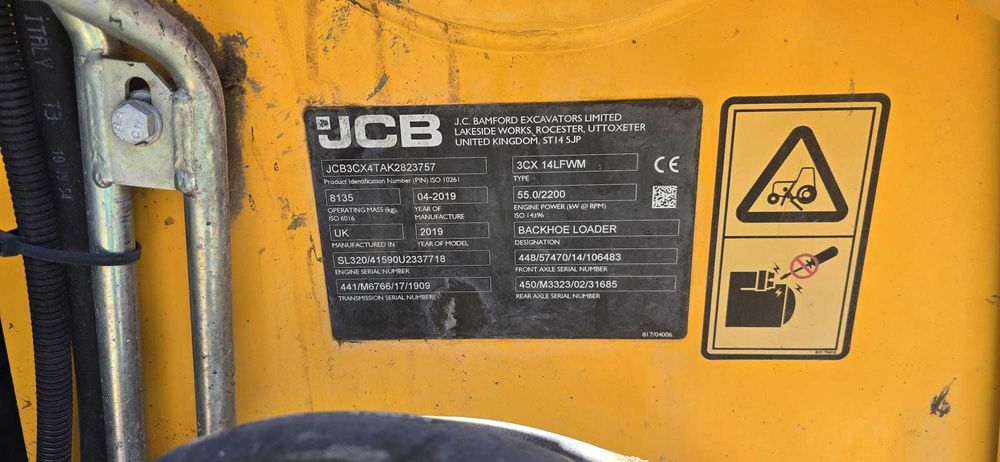 ITALY T3
JCB
J.C. BAMFORD EXCAVATORS LIMITED
LAKESIDE WORKS, ROCESTER, UTTOXETER
UNITED KINGDOM, ST14 5JP
JCB3CX4TAK2823757
Product Identification Number (PIN) ISO 10261
3CX 14LFWM
TYPE
8135
OPERATING MASS (kg)
ISO 6016
04-2019
YEAR OF
MANUFACTURE
55.0/2200
ENGINE POWER (kW @ RPM)
ISO 14396
UK
MANUFACTURED IN
2019
YEAR OF MODEL
BACKHOE LOADER
DESIGNATION
SL320/41590U2337718
ENGINE SERIAL NUMBER
448/57470/14/106483
FRONT AXLE SERIAL NUMBER
441/M6766/17/1909
TRANSMISSION SERIAL NUMBER
450/M3323/02/31685
REAR AXLE SERIAL NUMBER
CE
817/04006